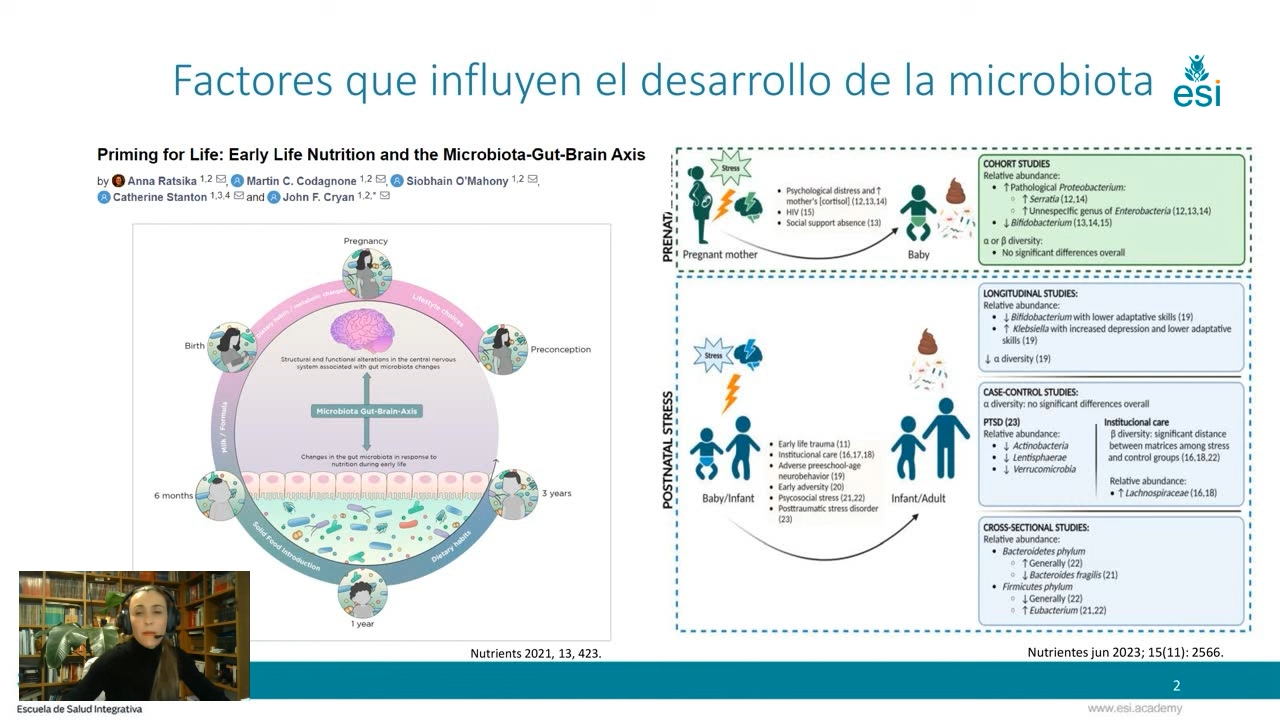 Factores que influyen el desarrollo de la microbiota
esi
Priming for Life: Early Life Nutrition and the Microbiota-Gut-Brain Axis
by Anna Ratsika 1,2, Martin C. Codagnone 1,2, Siobhain O'Mahony 1,2,
Catherine Stanton 1,3,4 and John F. Cryan 1,2,*
Pregnancy
Dietary habits / metabolic changes
Lifestyle choices
Birth
Preconception
Structural and functional alterations in the central nervous
system associated with gut microbiota changes
Microbiota Gut-Brain-Axis
Milk / Formula
Changes in the gut microbiota in response to
nutrition during early life
6 months
3 years
Solid Food Introduction
Dietary habits
1 year
Nutrients 2021, 13, 423.
PRENAT
Stress
Pregnant mother
• Psychological distress and ↑
mother's [cortisol] (12,13,14)
• HIV (15)
• Social support absence (13)
Baby
COHORT STUDIES
Relative abundance:
• ↑Pathological Proteobacterium:
○ ↑Serratia (12,14)
○ ↑Unnespecific genus of Enterobacteria (12,13,14)
• ↓Bifidobacterium (13,14,15)
α or β diversity:
• No significant differences overall
POSTNATAL STRESS
Stress
Baby/Infant
• Early life trauma (11)
• Institutional care (16,17,18)
• Adverse preschool-age
neurobehavior (19)
• Early adversity (20)
• Psycosocial stress (21,22)
• Posttraumatic stress disorder
(23)
Infant/Adult
LONGITUDINAL STUDIES:
Relative abundance:
• ↓Bifidobacterium with lower adaptative skills (19)
• ↑ Klebsiella with increased depression and lower adaptative
skills (19)
↓ α diversity (19)
CASE-CONTROL STUDIES:
α diversity: no significant differences overall
PTSD (23)
Relative abundance:
• ↓ Actinobacteria
• ↓ Lentisphaerae
• ↓ Verrucomicrobia
Institutional care
β diversity: significant distance
between matrices among stress
and control groups (16,18,22)
Relative abundance:
• ↑ Lachnospiraceae (16,18)
CROSS-SECTIONAL STUDIES:
Relative abundance:
• Bacteroidetes phylum
○ ↑Generally (22)
○ ↓Bacteroides fragilis (21)
• Firmicutes phylum
○ ↓Generally (22)
○ ↑Eubacterium (21,22)
Nutrientes jun 2023; 15(11): 2566.
2
Escuela de Salud Integrativa
www.esi.academy